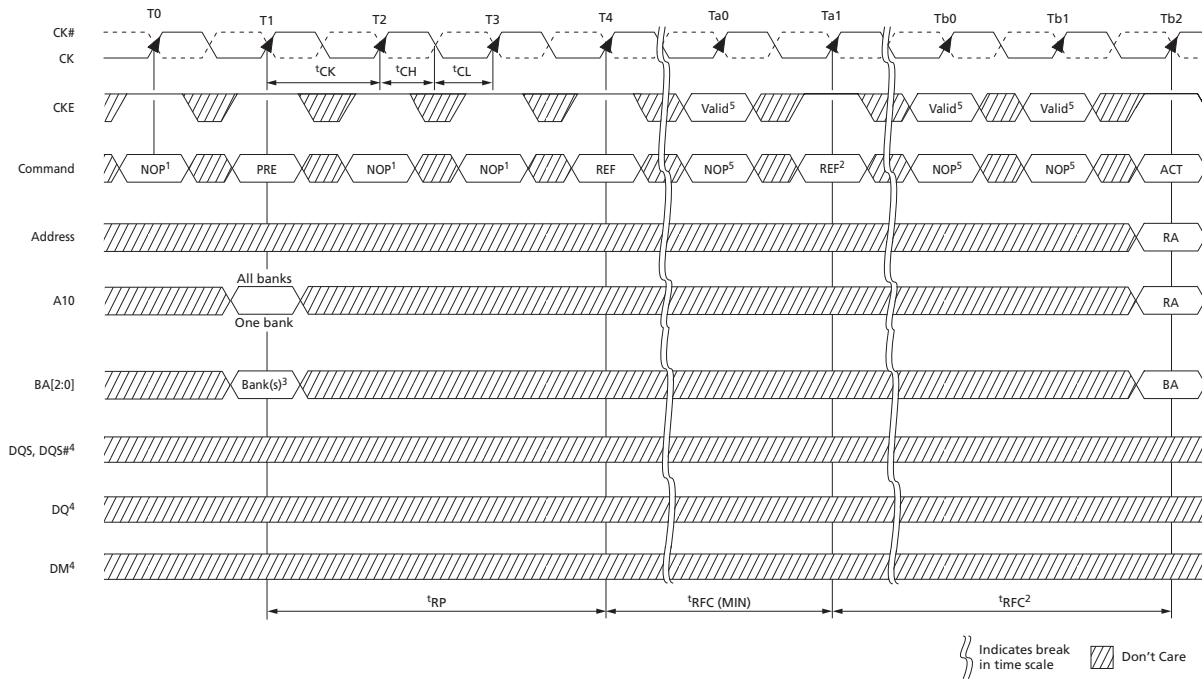 T0 T1 T2 T3 T4 Ta0 Ta1 Tb0 Tb1 Tb2
CK#
CK
tCK tCH tCL
CKE Valid5 Valid5 Valid5
Command NOP1 PRE NOP1 NOP1 REF NOP5 REF2 NOP5 NOP5 ACT
Address RA
All banks
A10 RA
One bank
BA[2:0] Bank(s)3 BA
DQS, DQS#4
DQ4
DM4
tRP tRFC (MIN) tRFC2
Indicates break
in time scale
Don't Care